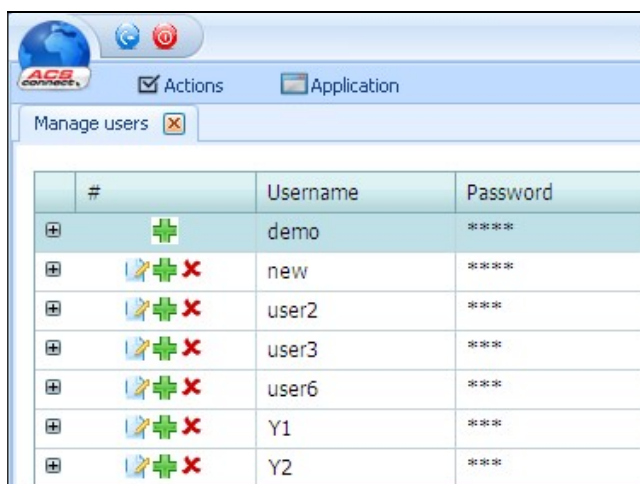 ACS
connect.
Actions Application
Manage users
# Username Password
demo ****
new ****
user2 ***
user3 ***
user6 ***
Y1 ***
Y2 ***